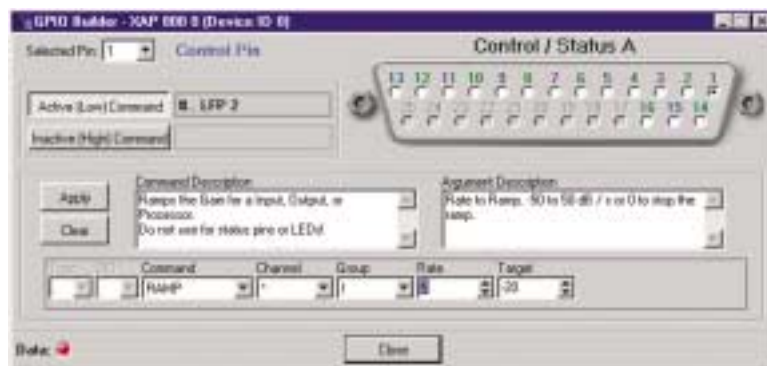 GPIO Builder - XAP 800 0 (Device ID 0)
Selected Pin: 1
Control Pin
Control / Status A
13 12 11 10 9 8 7 6 5 4 3 2 1
16 15 14
Active (Low) Command
Inactive (High) Command
Apply
Clear
Command Description
Ramps the Gain for a Input, Output, or
Processor.
Do not use for status pins or LEDs!
Argument Description
Rate to Ramp, -50 to 50 dB / s or 0 to stop the
ramp.
Command Channel Group Rate Target
RAMP * I -20
Data:
Close